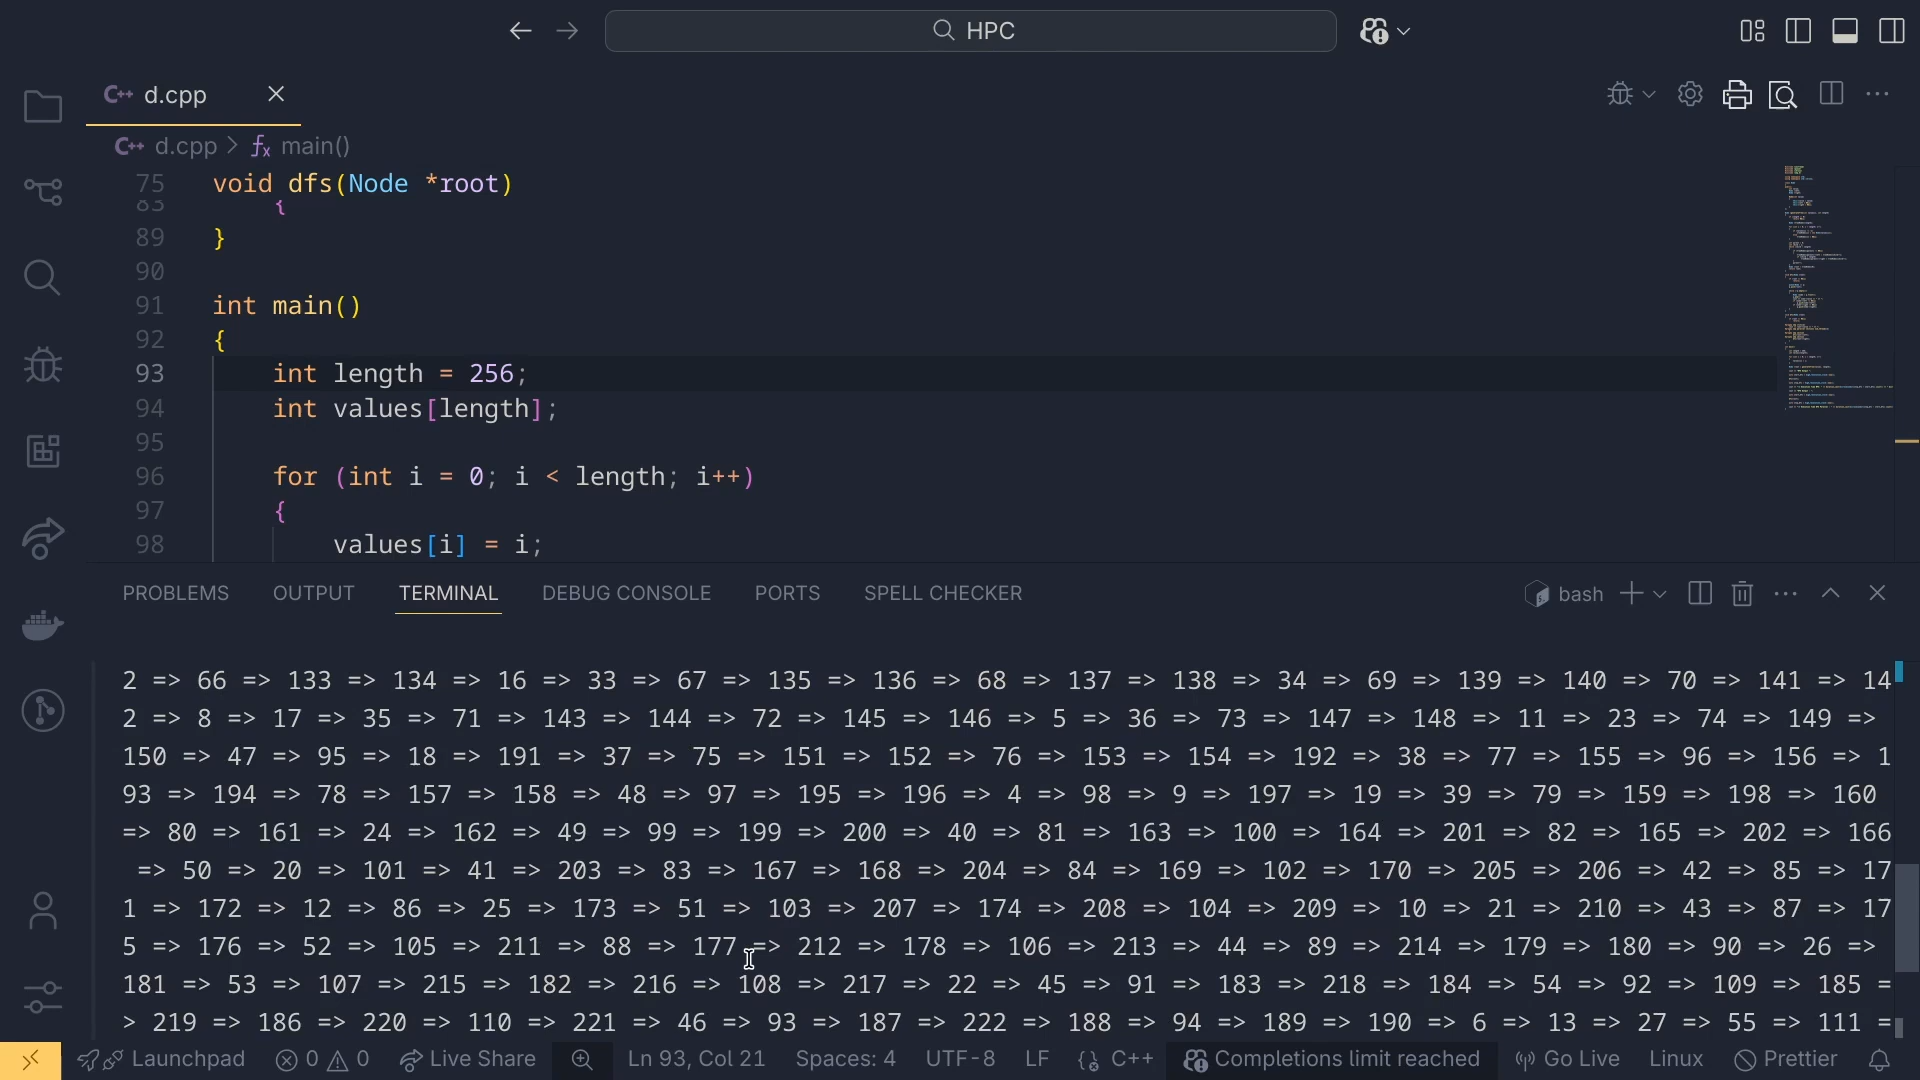 HPC
C++ d.cpp
C++ d.cpp > fx main()
75 void dfs(Node *root)
83 {
89 }
90
91 int main()
92 {
93 int length = 256;
94 int values[length];
95
96 for (int i = 0; i < length; i++)
97 {
98 values[i] = i;
PROBLEMS OUTPUT TERMINAL DEBUG CONSOLE PORTS SPELL CHECKER bash
2 => 66 => 133 => 134 => 16 => 33 => 67 => 135 => 136 => 68 => 137 => 138 => 34 => 69 => 139 => 140 => 70 => 141 => 14
2 => 8 => 17 => 35 => 71 => 143 => 144 => 72 => 145 => 146 => 5 => 36 => 73 => 147 => 148 => 11 => 23 => 74 => 149 =>
150 => 47 => 95 => 18 => 191 => 37 => 75 => 151 => 152 => 76 => 153 => 154 => 192 => 38 => 77 => 155 => 96 => 156 => 1
93 => 194 => 78 => 157 => 158 => 48 => 97 => 195 => 196 => 4 => 98 => 9 => 197 => 19 => 39 => 79 => 159 => 198 => 160
=> 80 => 161 => 24 => 162 => 49 => 99 => 199 => 200 => 40 => 81 => 163 => 100 => 164 => 201 => 82 => 165 => 202 => 166
=> 50 => 20 => 101 => 41 => 203 => 83 => 167 => 168 => 204 => 84 => 169 => 102 => 170 => 205 => 206 => 42 => 85 => 17
1 => 172 => 12 => 86 => 25 => 173 => 51 => 103 => 207 => 174 => 208 => 104 => 209 => 10 => 21 => 210 => 43 => 87 => 17
5 => 176 => 52 => 105 => 211 => 88 => 177 => 212 => 178 => 106 => 213 => 44 => 89 => 214 => 179 => 180 => 90 => 26 =>
181 => 53 => 107 => 215 => 182 => 216 => 108 => 217 => 22 => 45 => 91 => 183 => 218 => 184 => 54 => 92 => 109 => 185 =
> 219 => 186 => 220 => 110 => 221 => 46 => 93 => 187 => 222 => 188 => 94 => 189 => 190 => 6 => 13 => 27 => 55 => 111 =
Launchpad 0 0 Live Share Ln 93, Col 21 Spaces: 4 UTF-8 LF {} C++ Completions limit reached Go Live Linux Prettier